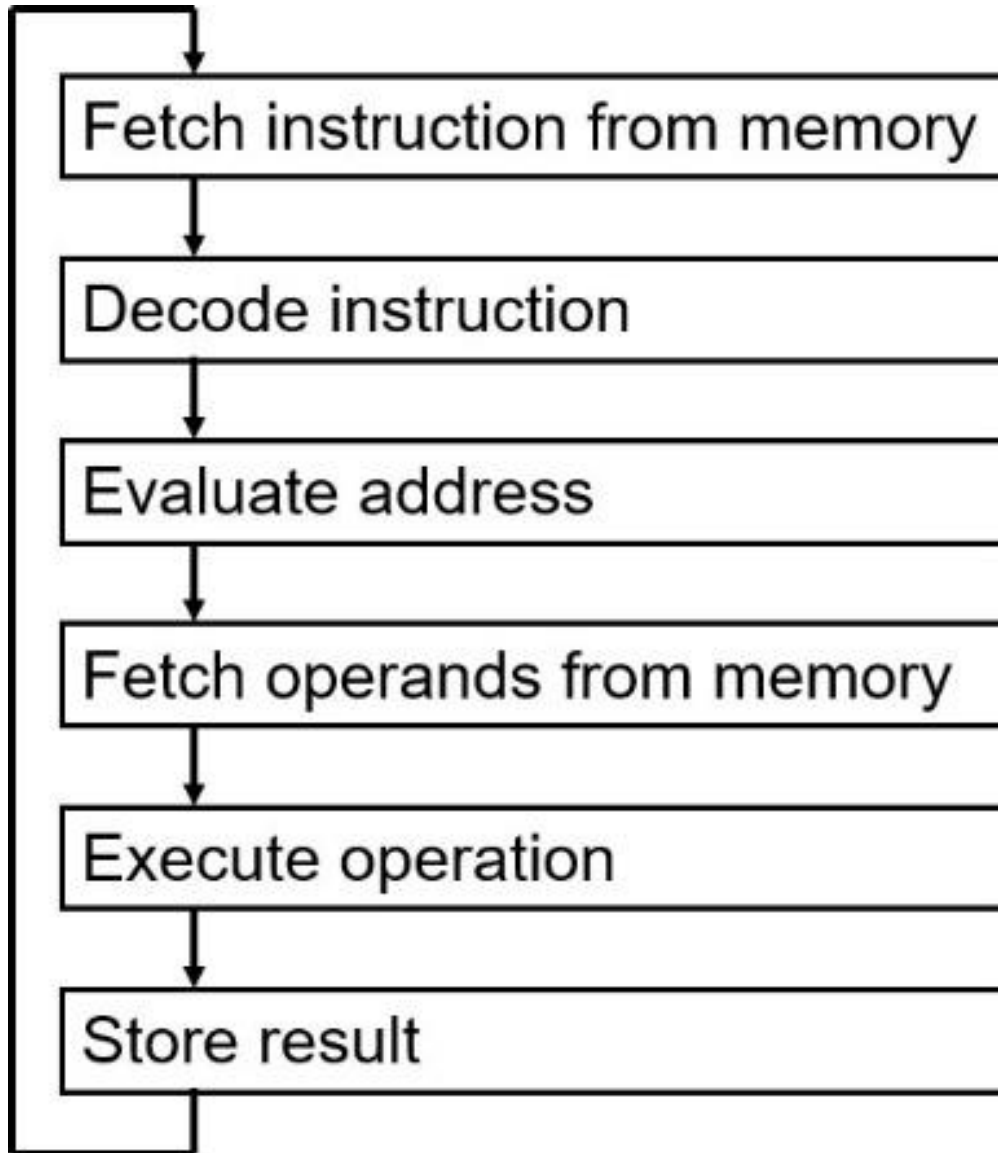 Fetch instruction from memory
Decode instruction
Evaluate address
Fetch operands from memory
Execute operation
Store result